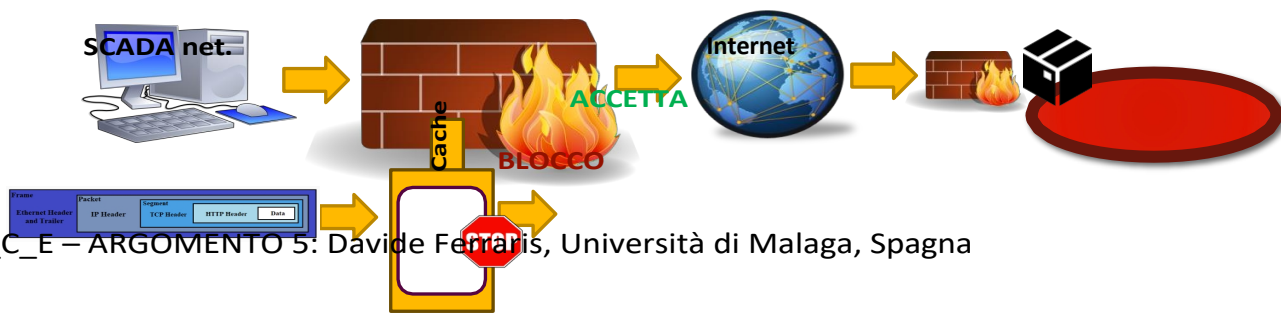 SCADA net.
Internet
ACCETTA
Cache
BLOCCO
Frame
Ethernet Header
and Trailer
Packet
IP Header
Segment
TCP Header
HTTP Header
Data
STOP
C_E – ARGOMENTO 5: Davide Ferraris, Università di Malaga, Spagna